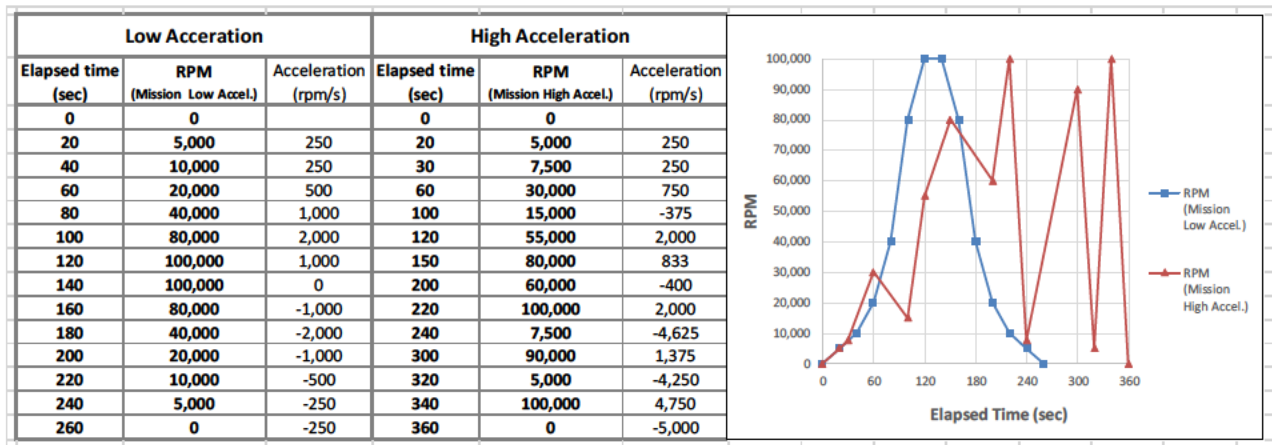 Low Acceration High Acceleration
Elapsed time RPM Acceleration Elapsed time RPM Acceleration
(sec) (Mission Low Accel.) (rpm/s) (sec) (Mission High Accel.) (rpm/s)
0 0 0 0
20 5,000 250 20 5,000 250
40 10,000 250 30 7,500 250
60 20,000 500 60 30,000 750
80 40,000 1,000 100 15,000 -375
100 80,000 2,000 120 55,000 2,000
120 100,000 1,000 150 80,000 833
140 100,000 0 200 60,000 -400
160 80,000 -1,000 220 100,000 2,000
180 40,000 -2,000 240 7,500 -4,625
200 20,000 -1,000 300 90,000 1,375
220 10,000 -500 320 5,000 -4,250
240 5,000 -250 340 100,000 4,750
260 0 -250 360 0 -5,000
100,000
90,000
80,000
70,000
60,000
50,000
40,000
30,000
20,000
10,000
0
RPM
0 60 120 180 240 300 360
Elapsed Time (sec)
RPM
(Mission
Low Accel.)
RPM
(Mission
High Accel.)